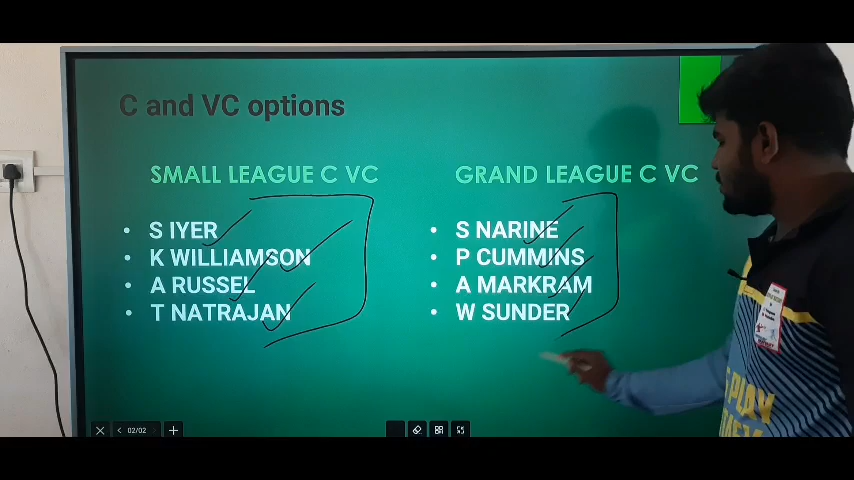 C and VC options
SMALL LEAGUE C VC
S IYER
K WILLIAMSON
A RUSSEL
T NATRAJAN
GRAND LEAGUE C VC
S NARINE
P CUMMINS
A MARKRAM
W SUNDER
02/02